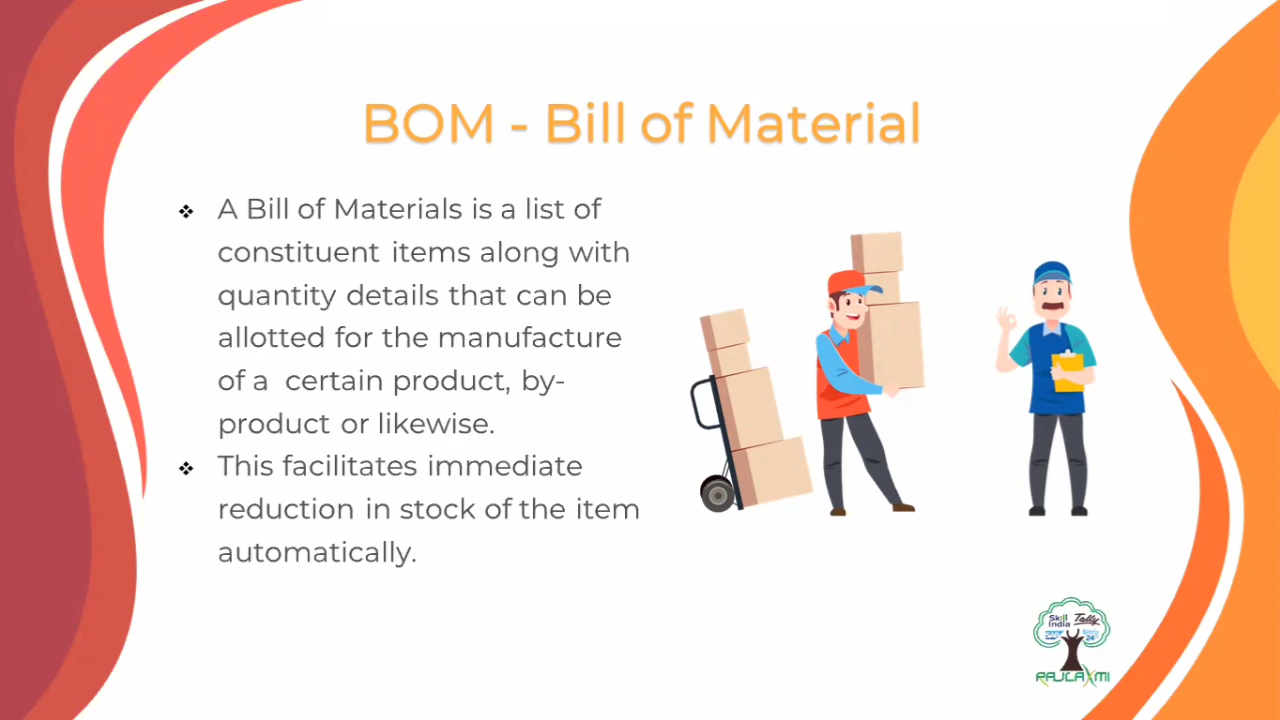 BOM - Bill of Material
A Bill of Materials is a list of
constituent items along with
quantity details that can be
allotted for the manufacture
of a certain product, by-
product or likewise.
This facilitates immediate
reduction in stock of the item
automatically.
Skill Tally
India
24
RAJLAXMI